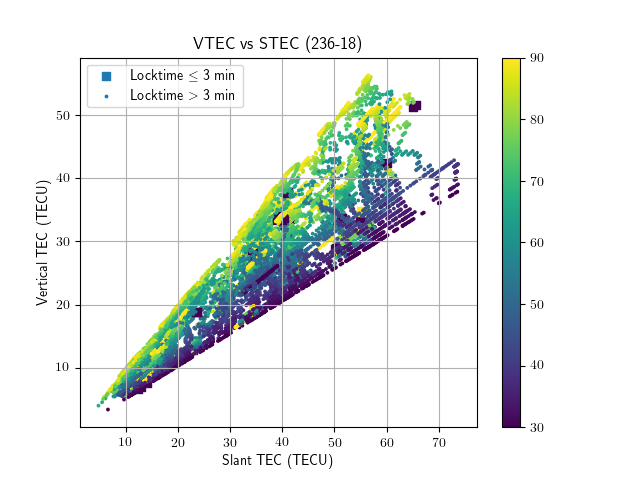 VTEC vs STEC (236-18)
Locktime ≤ 3 min
Locktime > 3 min
50
40
30
20
10
Vertical TEC (TECU)
10 20 30 40 50 60 70
Slant TEC (TECU)
90
80
70
60
50
40
30